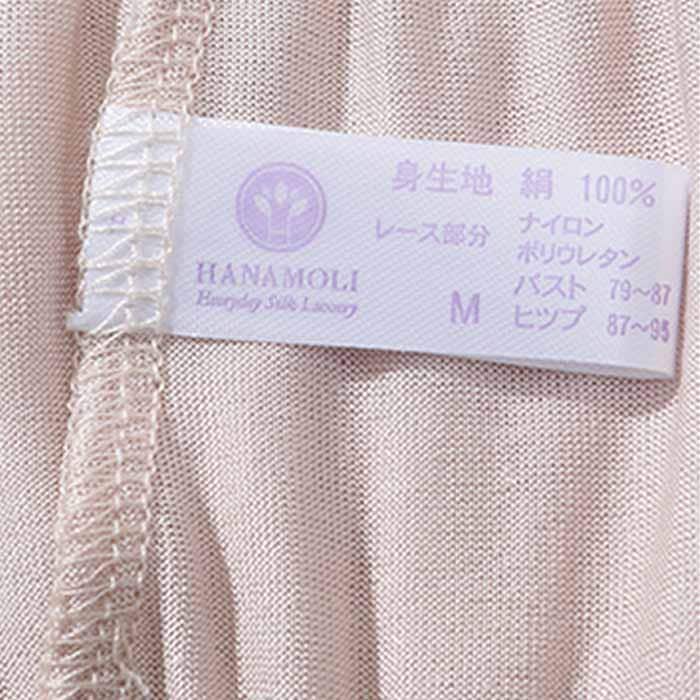 HANAMOLI
Everyday Silk Luxury
身生地 絹 100%
レース部分 ナイロン
ポリウレタン
M バスト 79~87
ヒップ 87~95